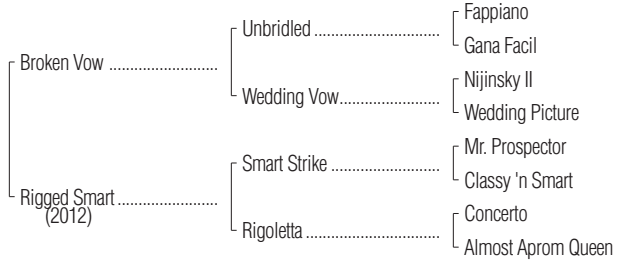 Fappiano
Unbridled
Gana Facil
Broken Vow
Nijinsky II
Wedding Vow
Wedding Picture
Mr. Prospector
Smart Strike
Classy 'n Smart
Rigged Smart
(2012)
Concerto
Rigoletta
Almost Aprom Queen